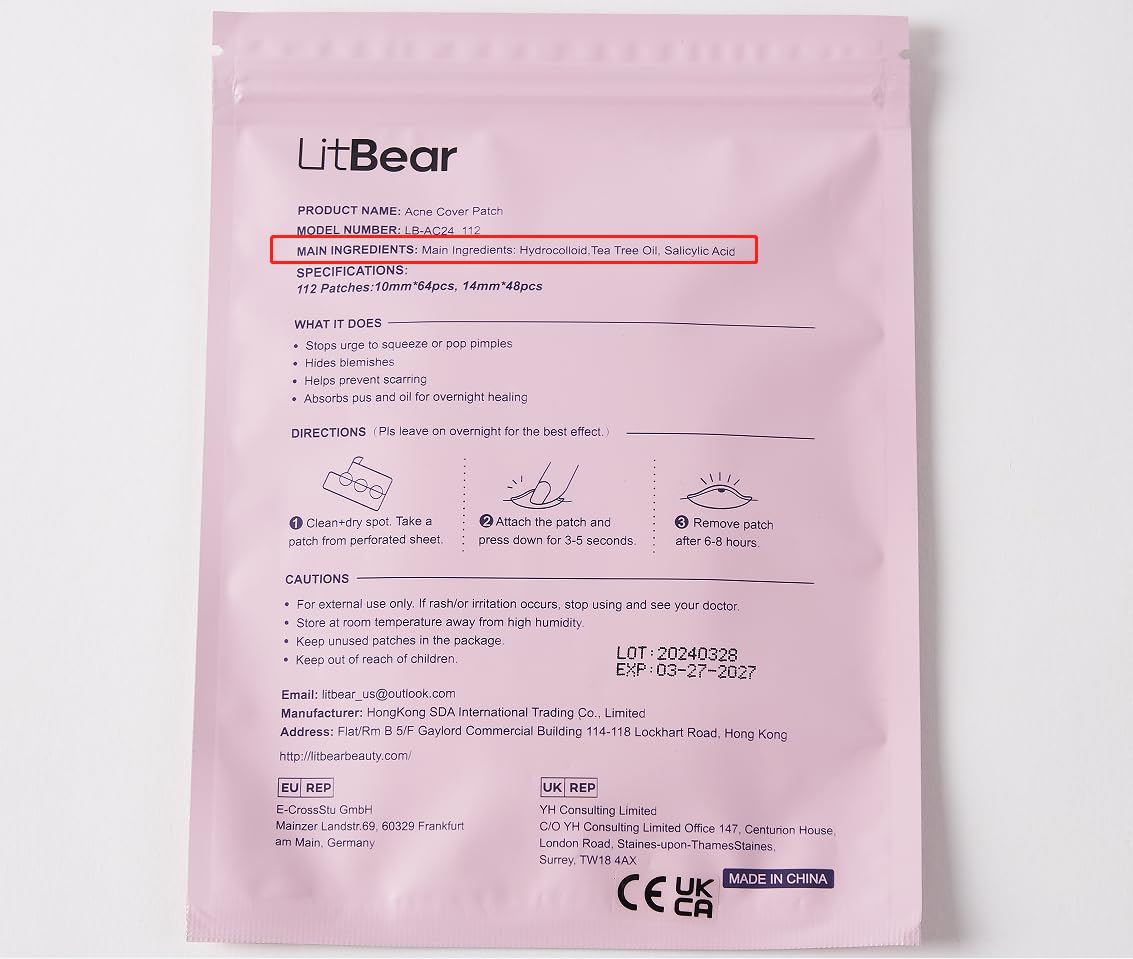 LitBear
PRODUCT NAME: Acne Cover Patch
MODEL NUMBER: LB-AC24 112
MAIN INGREDIENTS: Main Ingredients: Hydrocolloid,Tea Tree Oil, Salicylic Acid
SPECIFICATIONS:
112 Patches:10mm*64pcs, 14mm*48pcs
WHAT IT DOES
• Stops urge to squeeze or pop pimples
• Hides blemishes
• Helps prevent scarring
• Absorbs pus and oil for overnight healing
DIRECTIONS (Pls leave on overnight for the best effect.)
1 Clean+dry spot. Take a
patch from perforated sheet.
2 Attach the patch and
press down for 3-5 seconds.
3 Remove patch
after 6-8 hours.
CAUTIONS
• For external use only. If rash/or irritation occurs, stop using and see your doctor.
• Store at room temperature away from high humidity.
• Keep unused patches in the package.
• Keep out of reach of children.
LOT:20240328
EXP:03-27-2027
Email: litbear_us@outlook.com
Manufacturer: HongKong SDA International Trading Co., Limited
Address: Flat/Rm B 5/F Gaylord Commercial Building 114-118 Lockhart Road, Hong Kong
http://litbearbeauty.com/
EU REP
E-CrossStu GmbH
Mainzer Landstr.69, 60329 Frankfurt
am Main, Germany
UK REP
YH Consulting Limited
C/O YH Consulting Limited Office 147, Centurion House,
London Road, Staines-upon-ThamesStaines,
Surrey, TW18 4AX
CE UK
CA
MADE IN CHINA